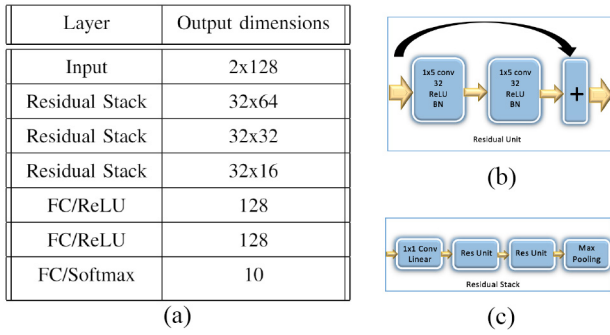 Layer Output dimensions
Input 2x128
Residual Stack 32x64
Residual Stack 32x32
Residual Stack 32x16
FC/ReLU 128
FC/ReLU 128
FC/Softmax 10
(a)
1x5 conv
32
ReLU
BN
1x5 conv
32
ReLU
BN
+
Residual Unit
(b)
1x1 Conv
Linear
Res Unit
Res Unit
Max
Pooling
Residual Stack
(c)